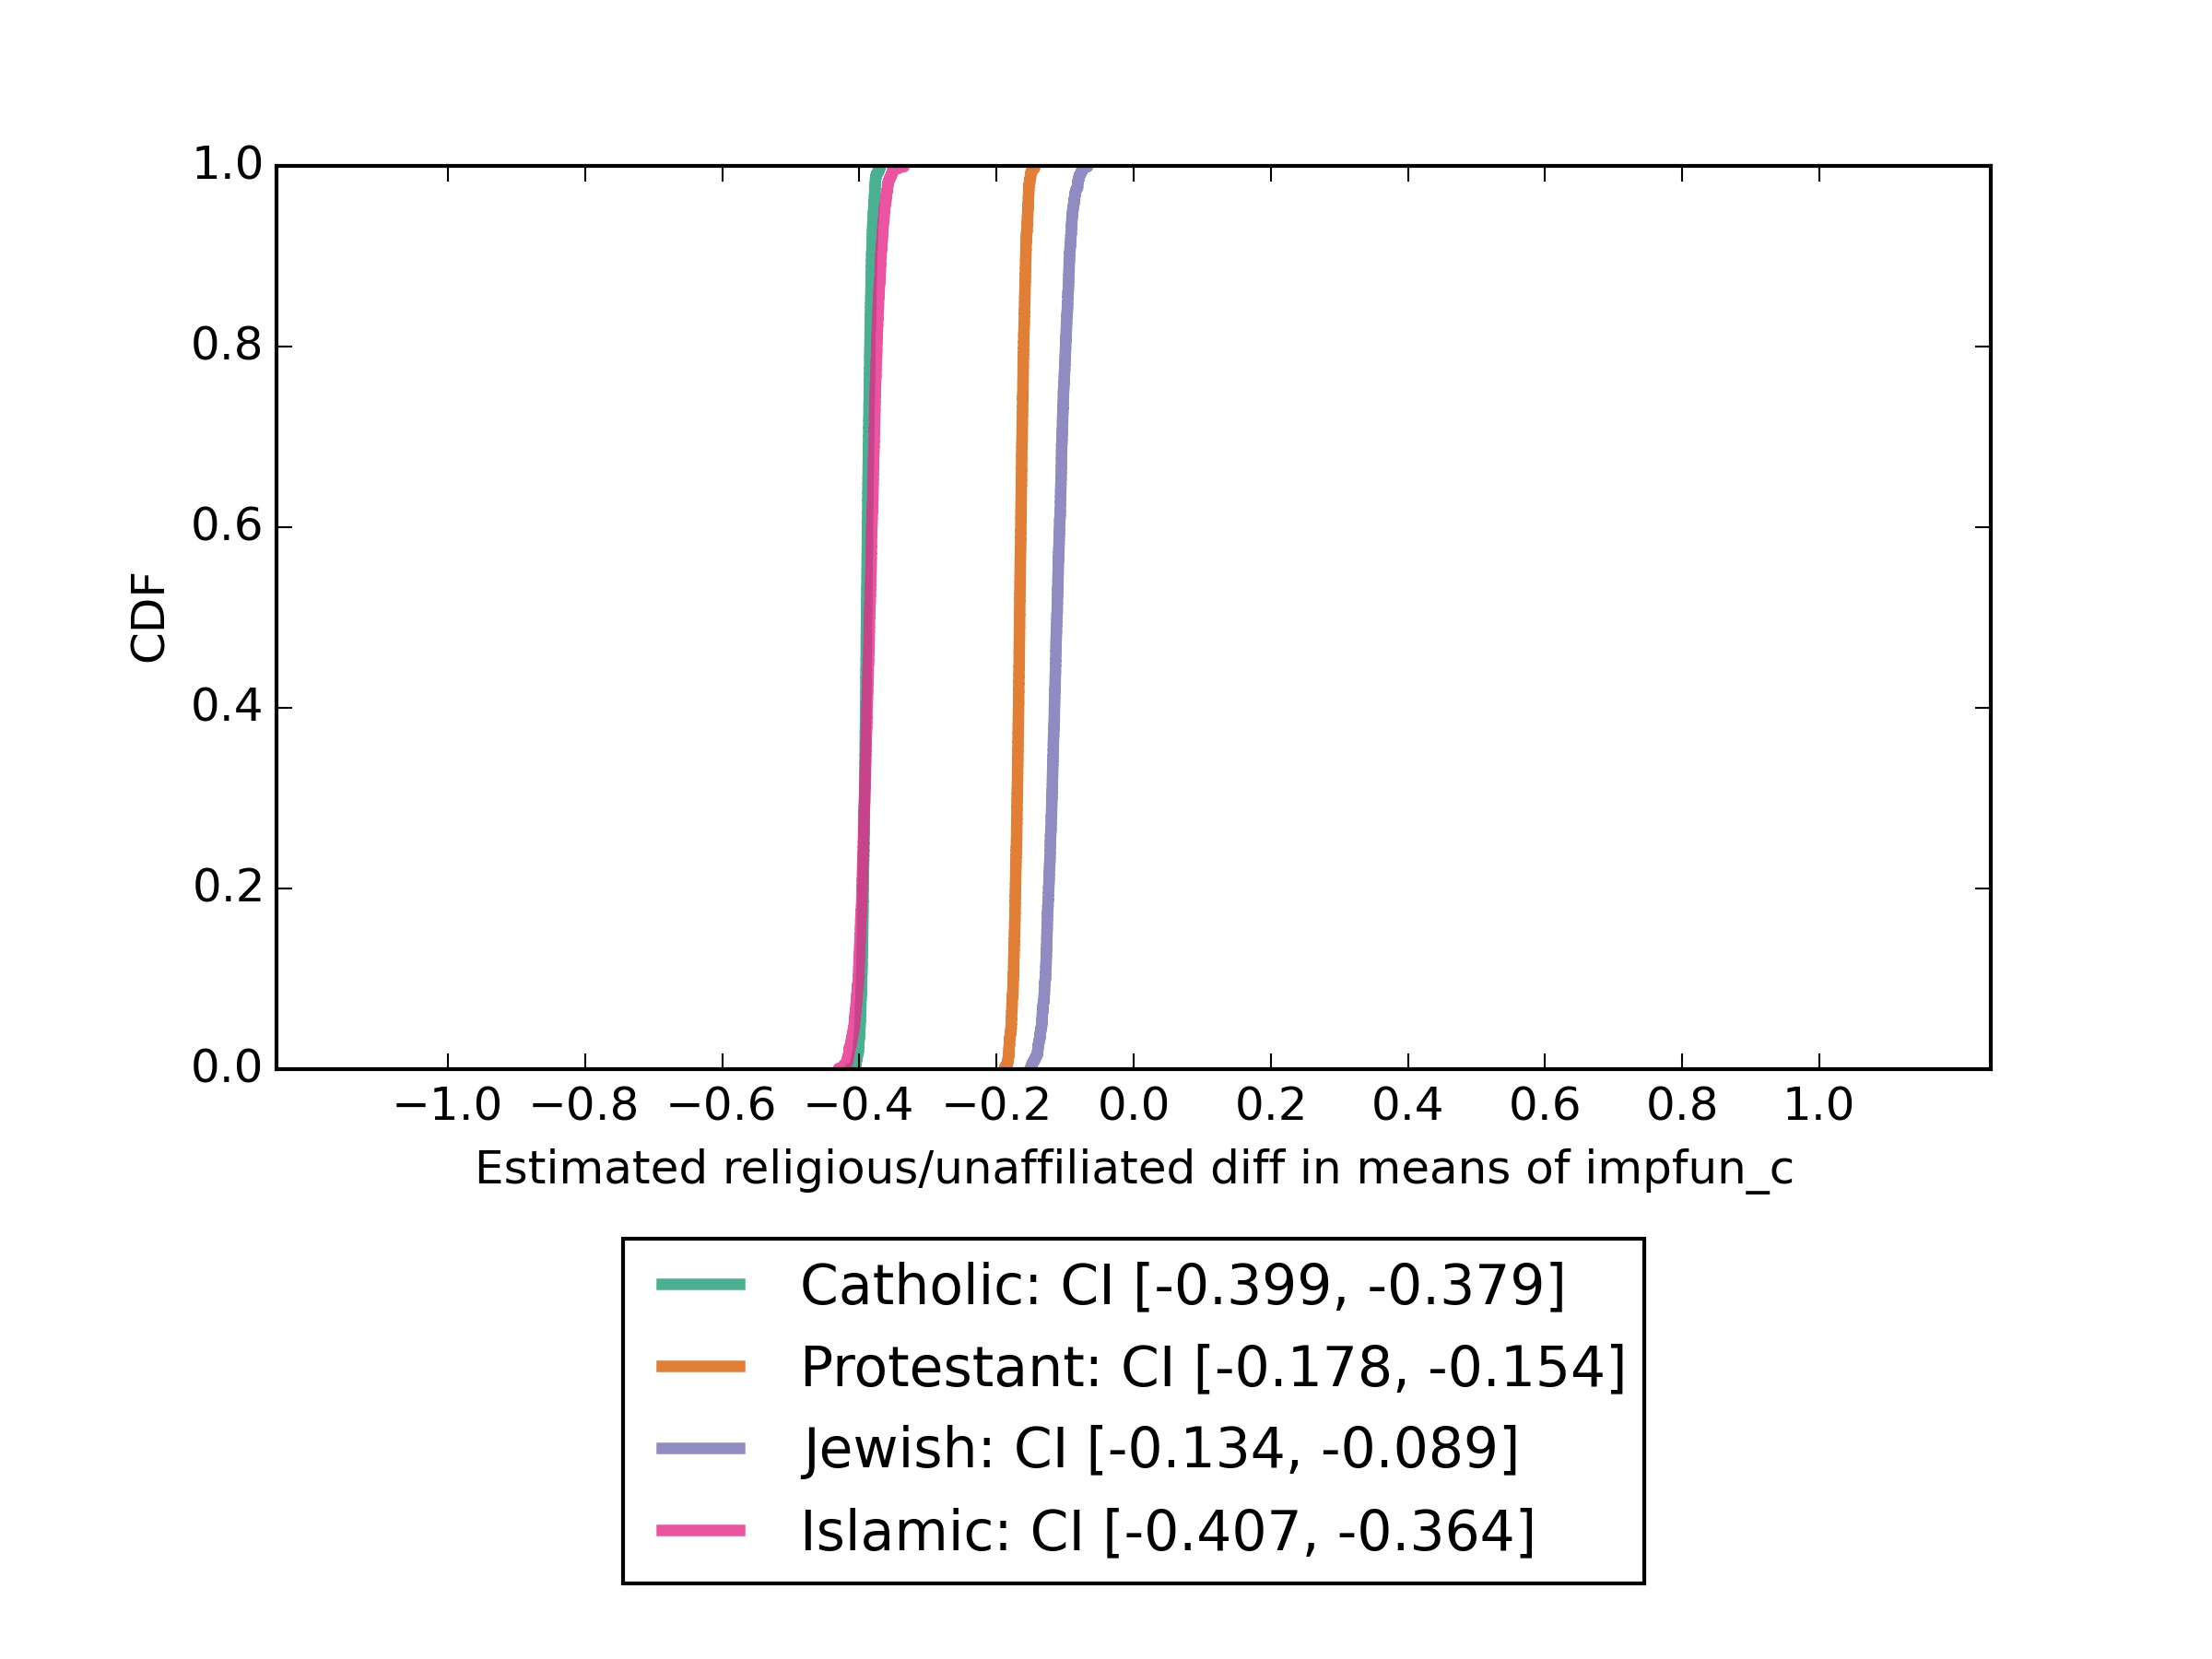 1.0
0.8
0.6
0.4
0.2
0.0
CDF
−1.0 −0.8 −0.6 −0.4 −0.2 0.0 0.2 0.4 0.6 0.8 1.0
Estimated religious/unaffiliated diff in means of impfun_c
Catholic: CI [-0.399, -0.379]
Protestant: CI [-0.178, -0.154]
Jewish: CI [-0.134, -0.089]
Islamic: CI [-0.407, -0.364]